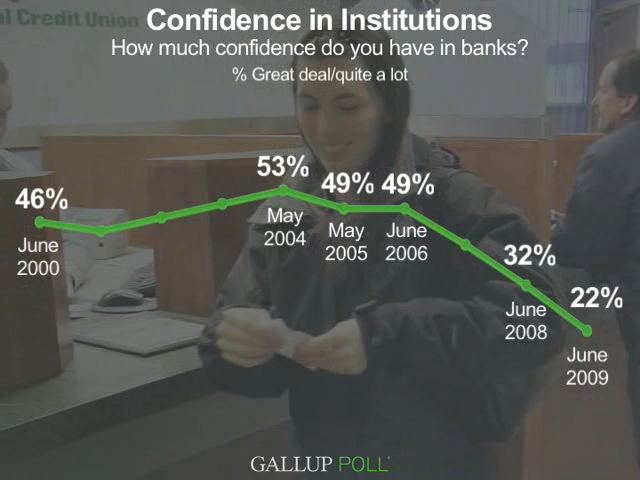 al Credit Union
Confidence in Institutions
How much confidence do you have in banks?
% Great deal/quite a lot
46%
June
2000
53%
May
2004
49%
May
2005
49%
June
2006
32%
June
2008
22%
June
2009
GALLUP POLL